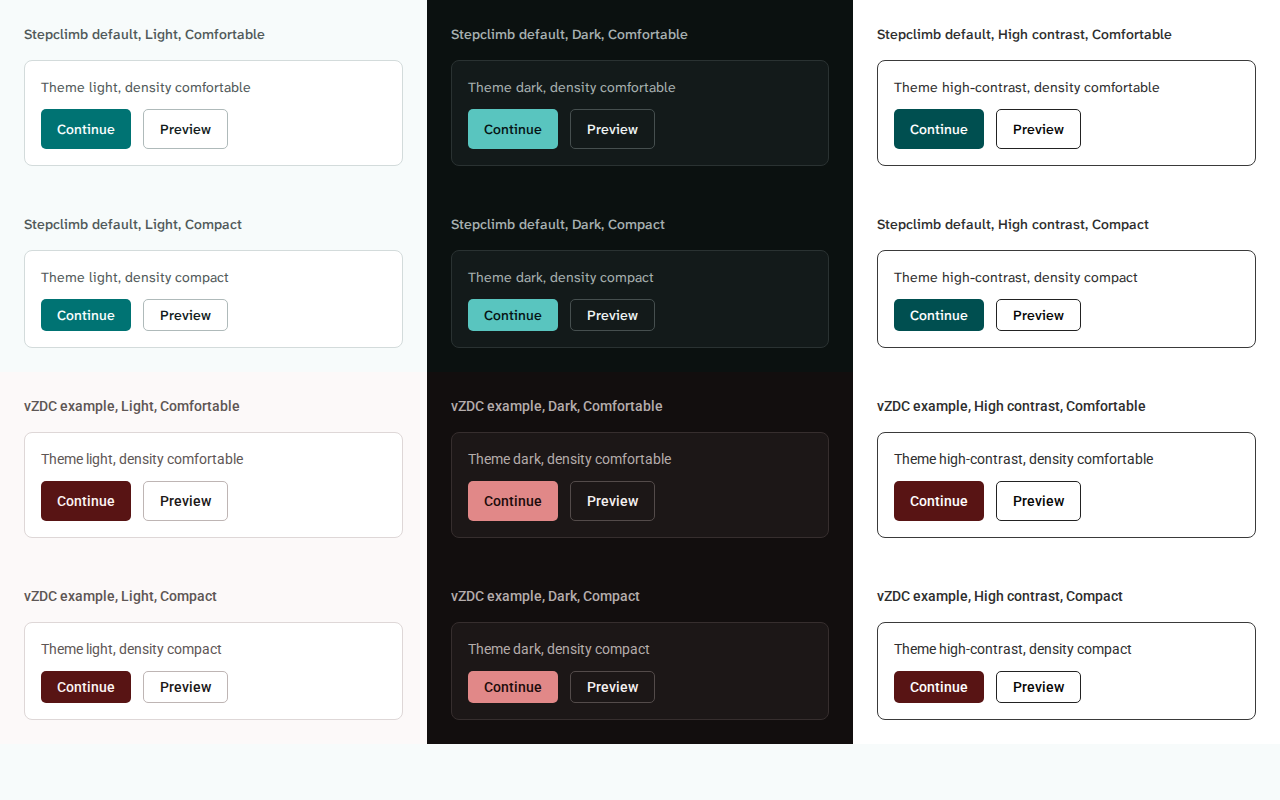 Stepclimb default, Light, Comfortable
Theme light, density comfortable
Continue
Preview
Stepclimb default, Dark, Comfortable
Theme dark, density comfortable
Continue
Preview
Stepclimb default, High contrast, Comfortable
Theme high-contrast, density comfortable
Continue
Preview
Stepclimb default, Light, Compact
Theme light, density compact
Continue
Preview
Stepclimb default, Dark, Compact
Theme dark, density compact
Continue
Preview
Stepclimb default, High contrast, Compact
Theme high-contrast, density compact
Continue
Preview
vZDC example, Light, Comfortable
Theme light, density comfortable
Continue
Preview
vZDC example, Dark, Comfortable
Theme dark, density comfortable
Continue
Preview
vZDC example, High contrast, Comfortable
Theme high-contrast, density comfortable
Continue
Preview
vZDC example, Light, Compact
Theme light, density compact
Continue
Preview
vZDC example, Dark, Compact
Theme dark, density compact
Continue
Preview
vZDC example, High contrast, Compact
Theme high-contrast, density compact
Continue
Preview